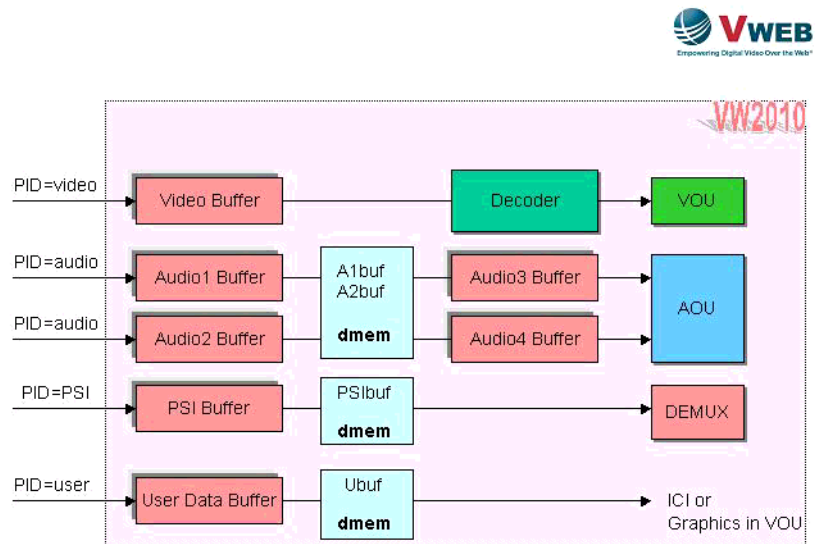 VWEB
Empowering Digital Video Over the Web®
VW2010
PID=video
Video Buffer
Decoder
VOU
PID=audio
Audio1 Buffer
A1buf
A2buf
dmem
Audio3 Buffer
AOU
PID=audio
Audio2 Buffer
Audio4 Buffer
PID=PSI
PSI Buffer
PSIbuf
dmem
DEMUX
PID=user
User Data Buffer
Ubuf
dmem
ICI or
Graphics in VOU